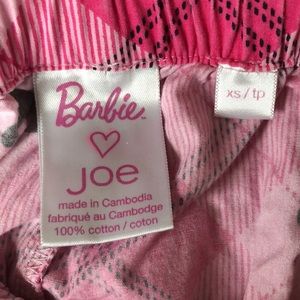 Barbie
Joe
made in Cambodia
fabriqué au Cambodge
100% cotton / coton
xs / tp